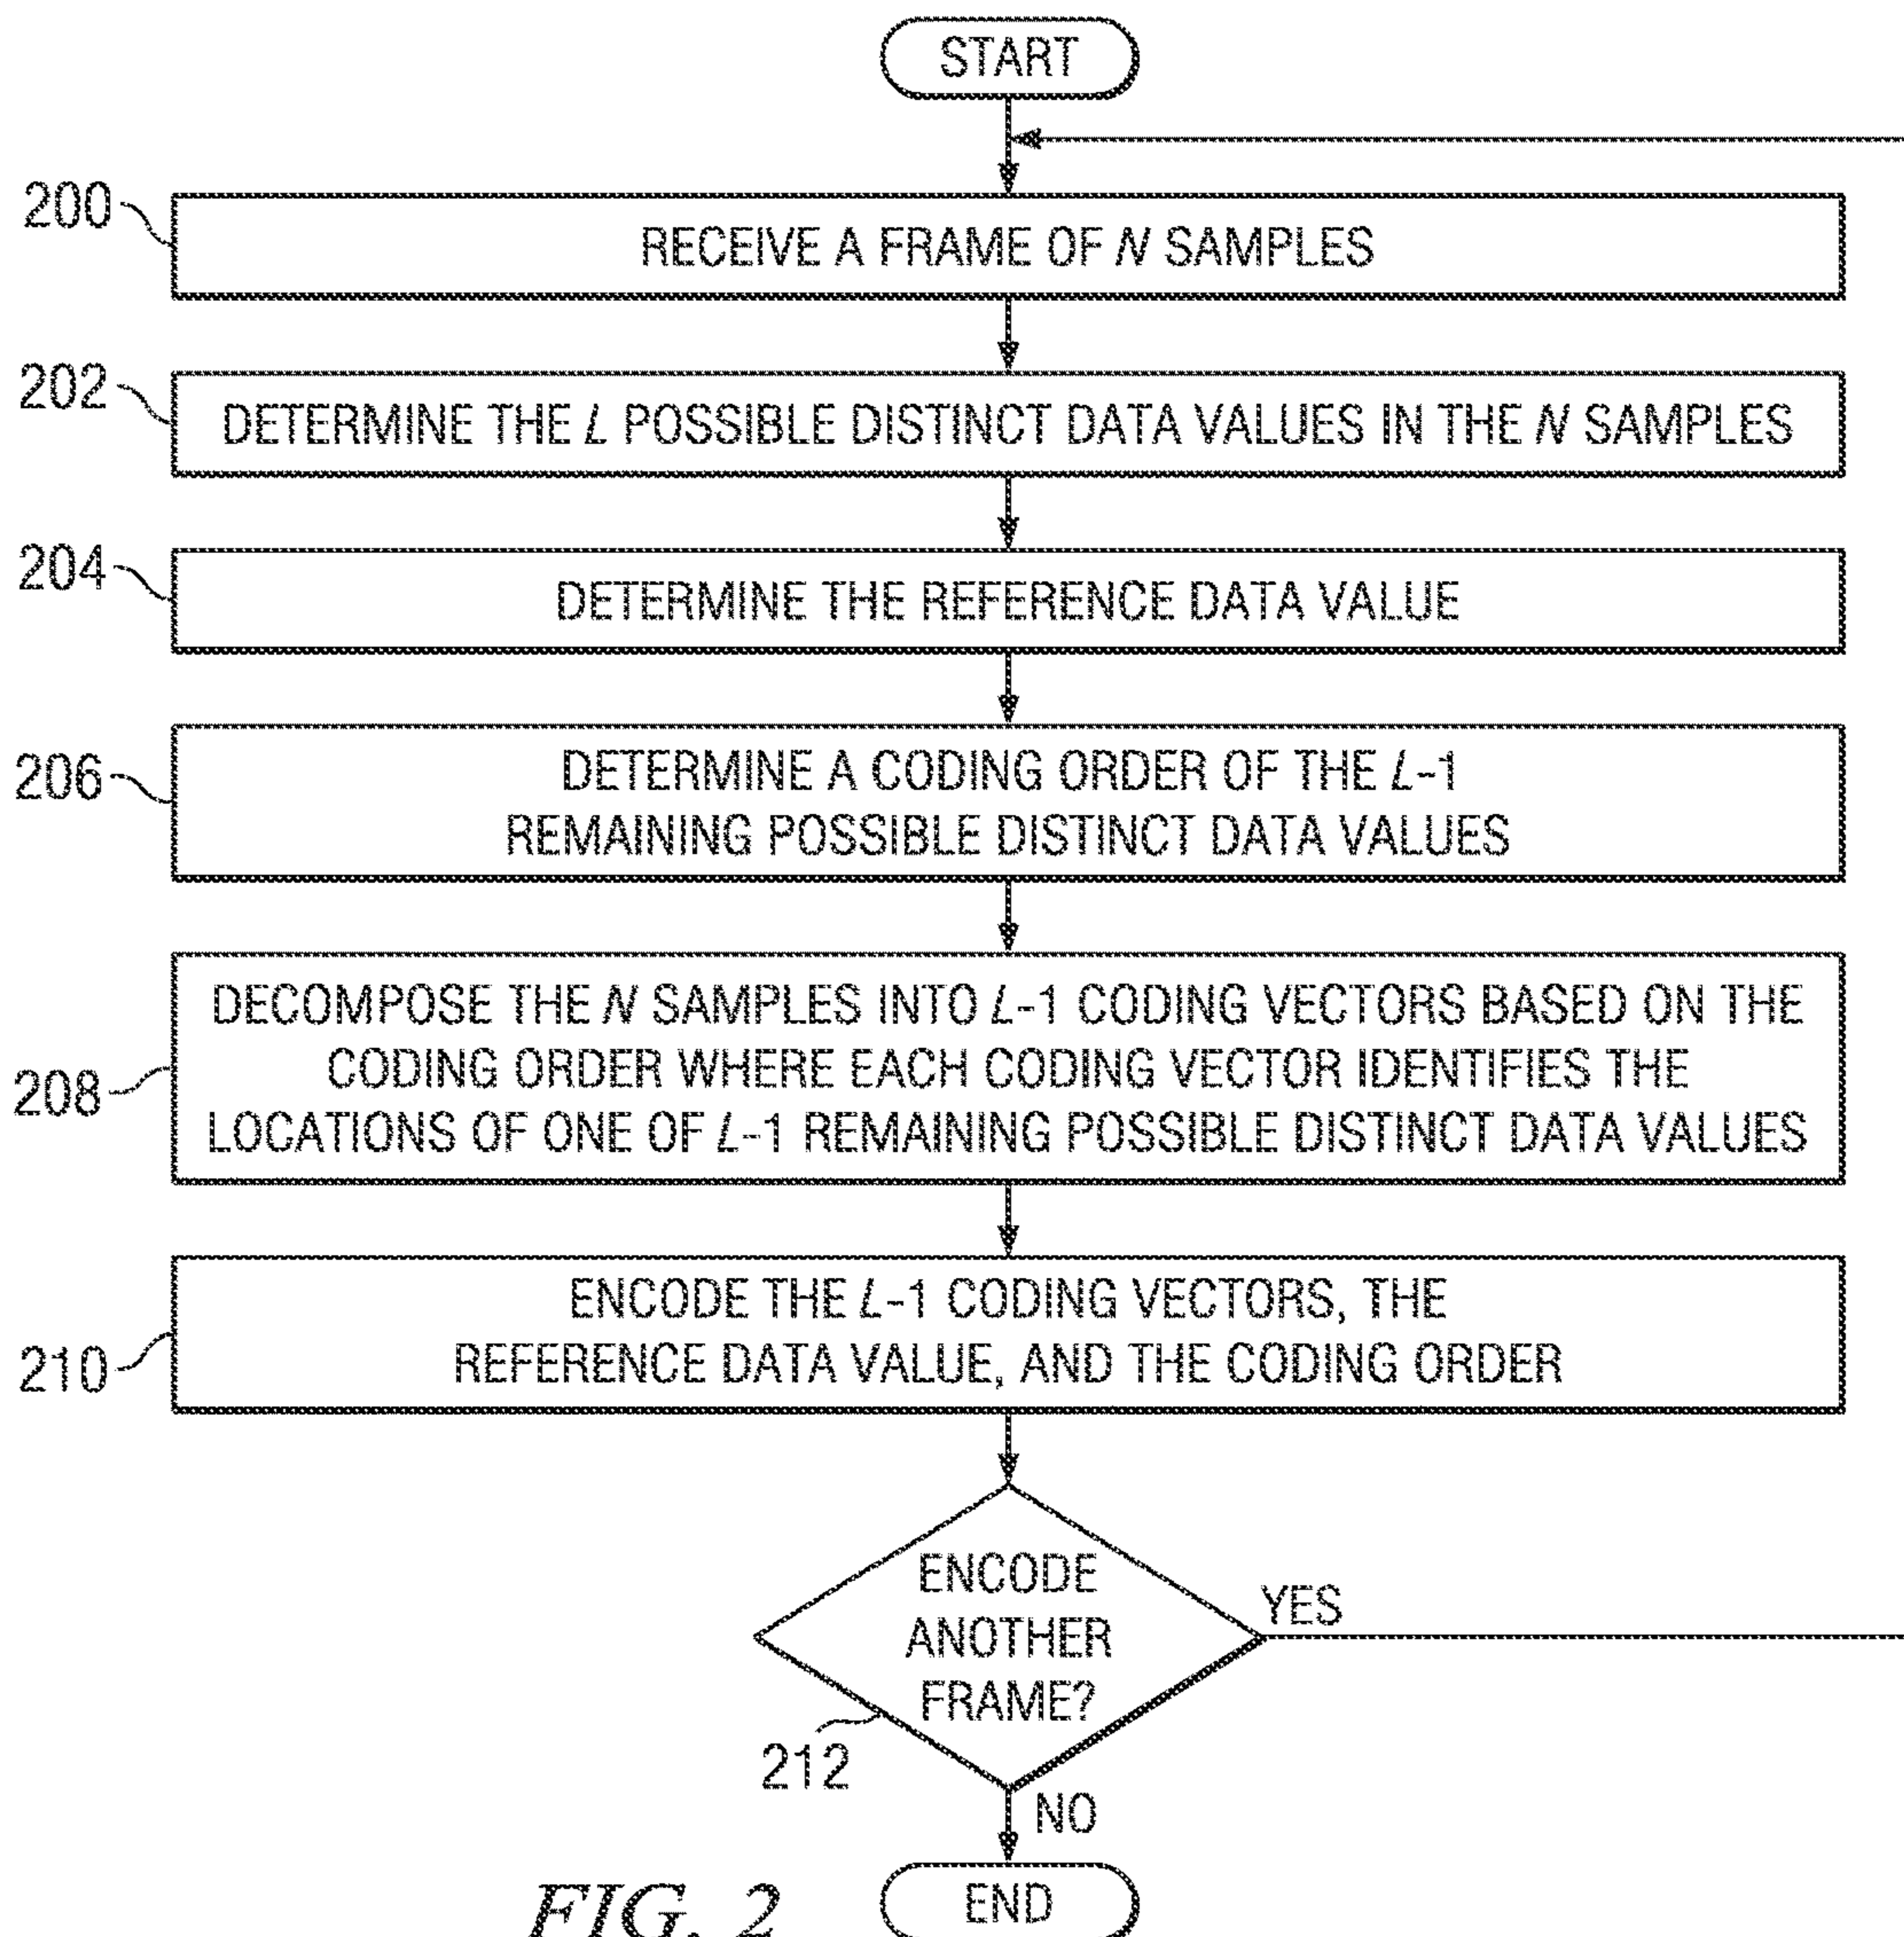 START
200
RECEIVE A FRAME OF N SAMPLES
202
DETERMINE THE L POSSIBLE DISTINCT DATA VALUES IN THE N SAMPLES
204
DETERMINE THE REFERENCE DATA VALUE
206
DETERMINE A CODING ORDER OF THE L-1
REMAINING POSSIBLE DISTINCT DATA VALUES
208
DECOMPOSE THE N SAMPLES INTO L-1 CODING VECTORS BASED ON THE
CODING ORDER WHERE EACH CODING VECTOR IDENTIFIES THE
LOCATIONS OF ONE OF L-1 REMAINING POSSIBLE DISTINCT DATA VALUES
210
ENCODE THE L-1 CODING VECTORS, THE
REFERENCE DATA VALUE, AND THE CODING ORDER
ENCODE
ANOTHER
FRAME?
YES
212
NO
END
FIG. 2